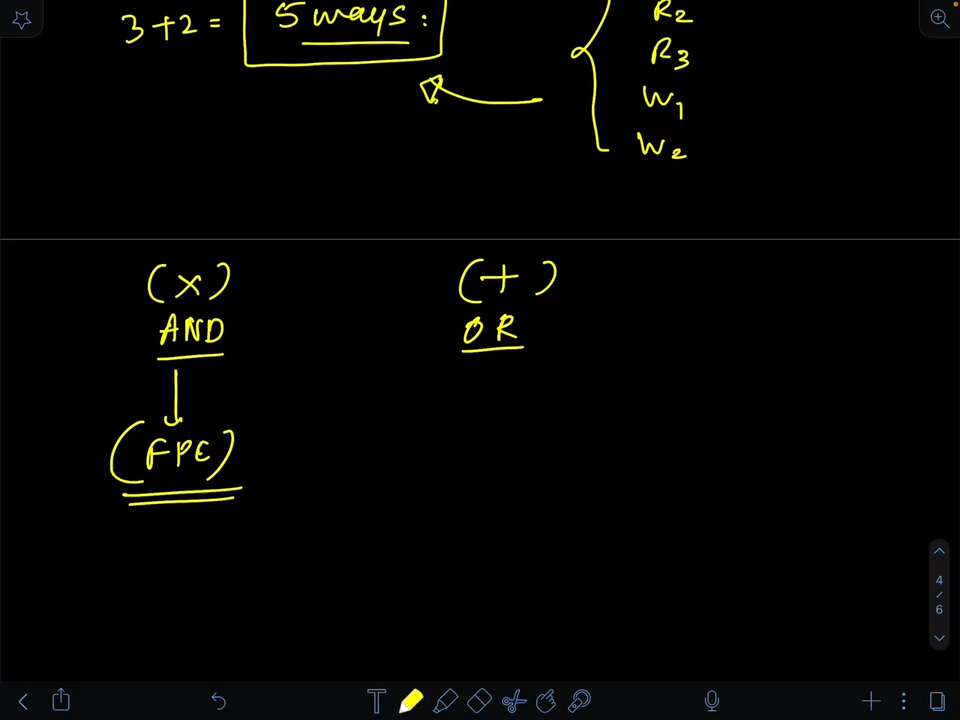 3+2 = 5 ways:
R2
R3
W1
W2
(×) (+)
AND OR
(FPC)
4
/
6